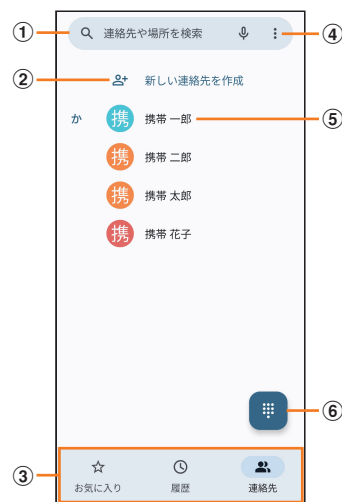 ① 連絡先や場所を検索 ④
② 新しい連絡先を作成
か 携 携帯 一郎 ⑤
携 携帯 二郎
携 携帯 太郎
携 携帯 花子
⑥
③ お気に入り 履歴 連絡先